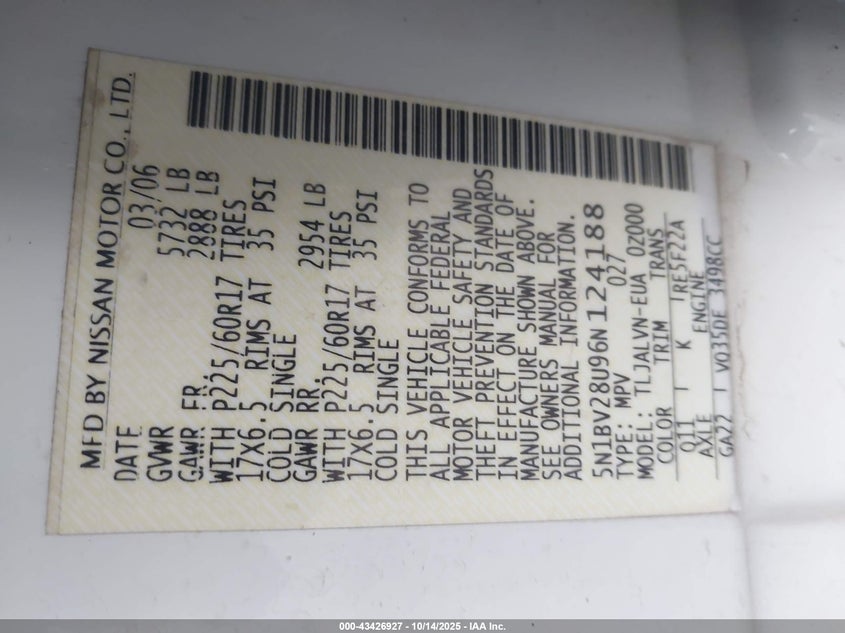 MFD BY NISSAN MOTOR CO., LTD.
DATE 03/06
GVWR 5732 LB
GAWR FR. 2888 LB
WITH P225/60R17 TIRES
17X6.5 RIMS AT 35 PSI
COLD SINGLE
GAWR RR. 2954 LB
WITH P225/60R17 TIRES
17X6.5 RIMS AT 35 PSI
COLD SINGLE
THIS VEHICLE CONFORMS TO
ALL APPLICABLE FEDERAL
MOTOR VEHICLE SAFETY AND
THEFT PREVENTION STANDARDS
IN EFFECT ON THE DATE OF
MANUFACTURE SHOWN ABOVE.
SEE OWNERS MANUAL FOR
ADDITIONAL INFORMATION.
5N1BV28U96N124188
TYPE: MPV 027
MODEL: TLJALVN-EUA 02000
COLOR TRIM TRANS
Q11 K RE5F22A
AXLE ENGINE
GA22 VQ35DE 3498CC
000-43426927 - 10/14/2025 - IAA Inc.